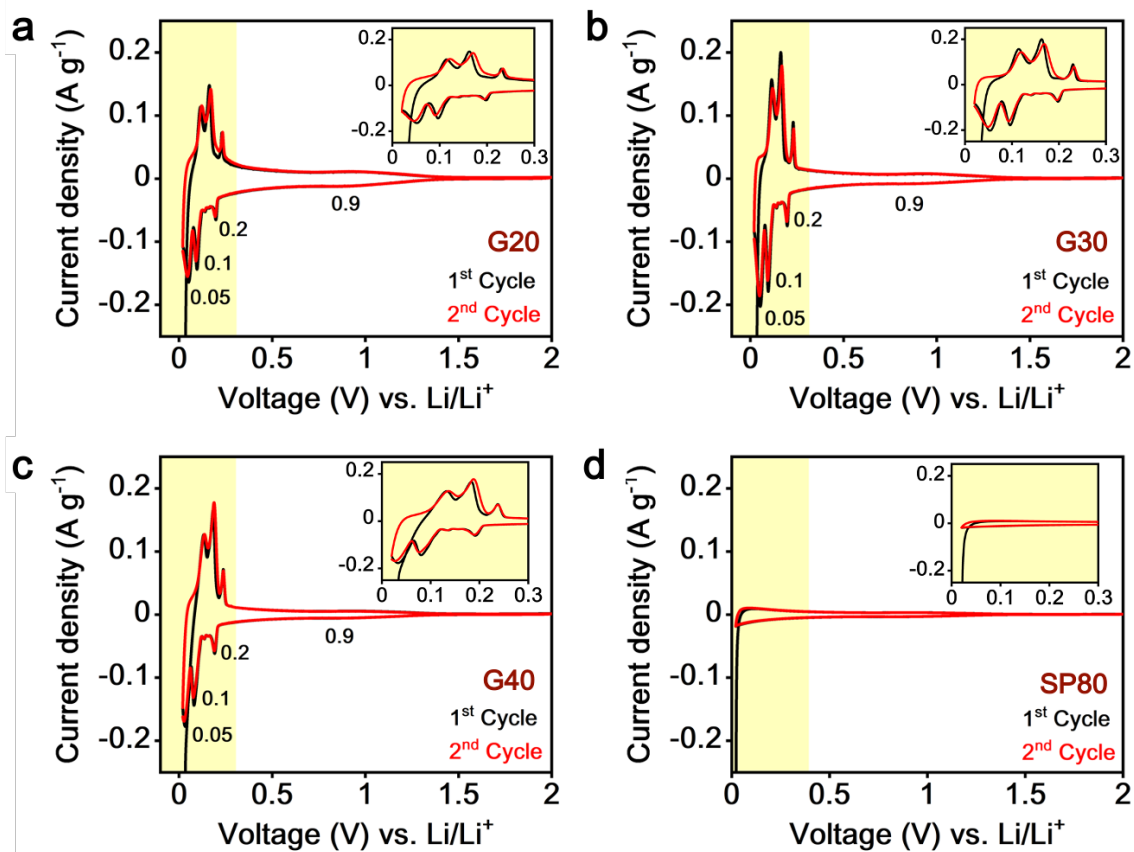 a
0.2
0.1
0
-0.1
-0.2
Current density (A g⁻¹)
0 0.5 1 1.5 2
Voltage (V) vs. Li/Li⁺
0.2
0
-0.2
0 0.1 0.2 0.3
0.2
0.9
0.1
0.05
G20
1ˢᵗ Cycle
2ⁿᵈ Cycle
b
0.2
0.1
0
-0.1
-0.2
Current density (A g⁻¹)
0 0.5 1 1.5 2
Voltage (V) vs. Li/Li⁺
0.2
0
-0.2
0 0.1 0.2 0.3
0.2
0.9
0.1
0.05
G30
1ˢᵗ Cycle
2ⁿᵈ Cycle
c
0.2
0.1
0
-0.1
-0.2
Current density (A g⁻¹)
0 0.5 1 1.5 2
Voltage (V) vs. Li/Li⁺
0.2
0
-0.2
0 0.1 0.2 0.3
0.9
0.2
0.1
0.05
G40
1ˢᵗ Cycle
2ⁿᵈ Cycle
d
0.2
0.1
0
-0.1
-0.2
Current density (A g⁻¹)
0 0.5 1 1.5 2
Voltage (V) vs. Li/Li⁺
0.2
0
-0.2
0 0.1 0.2 0.3
SP80
1ˢᵗ Cycle
2ⁿᵈ Cycle